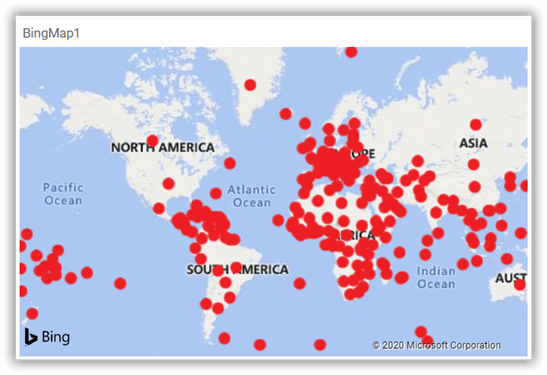 BingMap1
NORTH AMERICA
OPE
ASIA
Pacific
Ocean
Atlantic
Ocean
RICA
SOUTH AMERICA
Indian
Ocean
AUST
Bing
© 2020 Microsoft Corporation